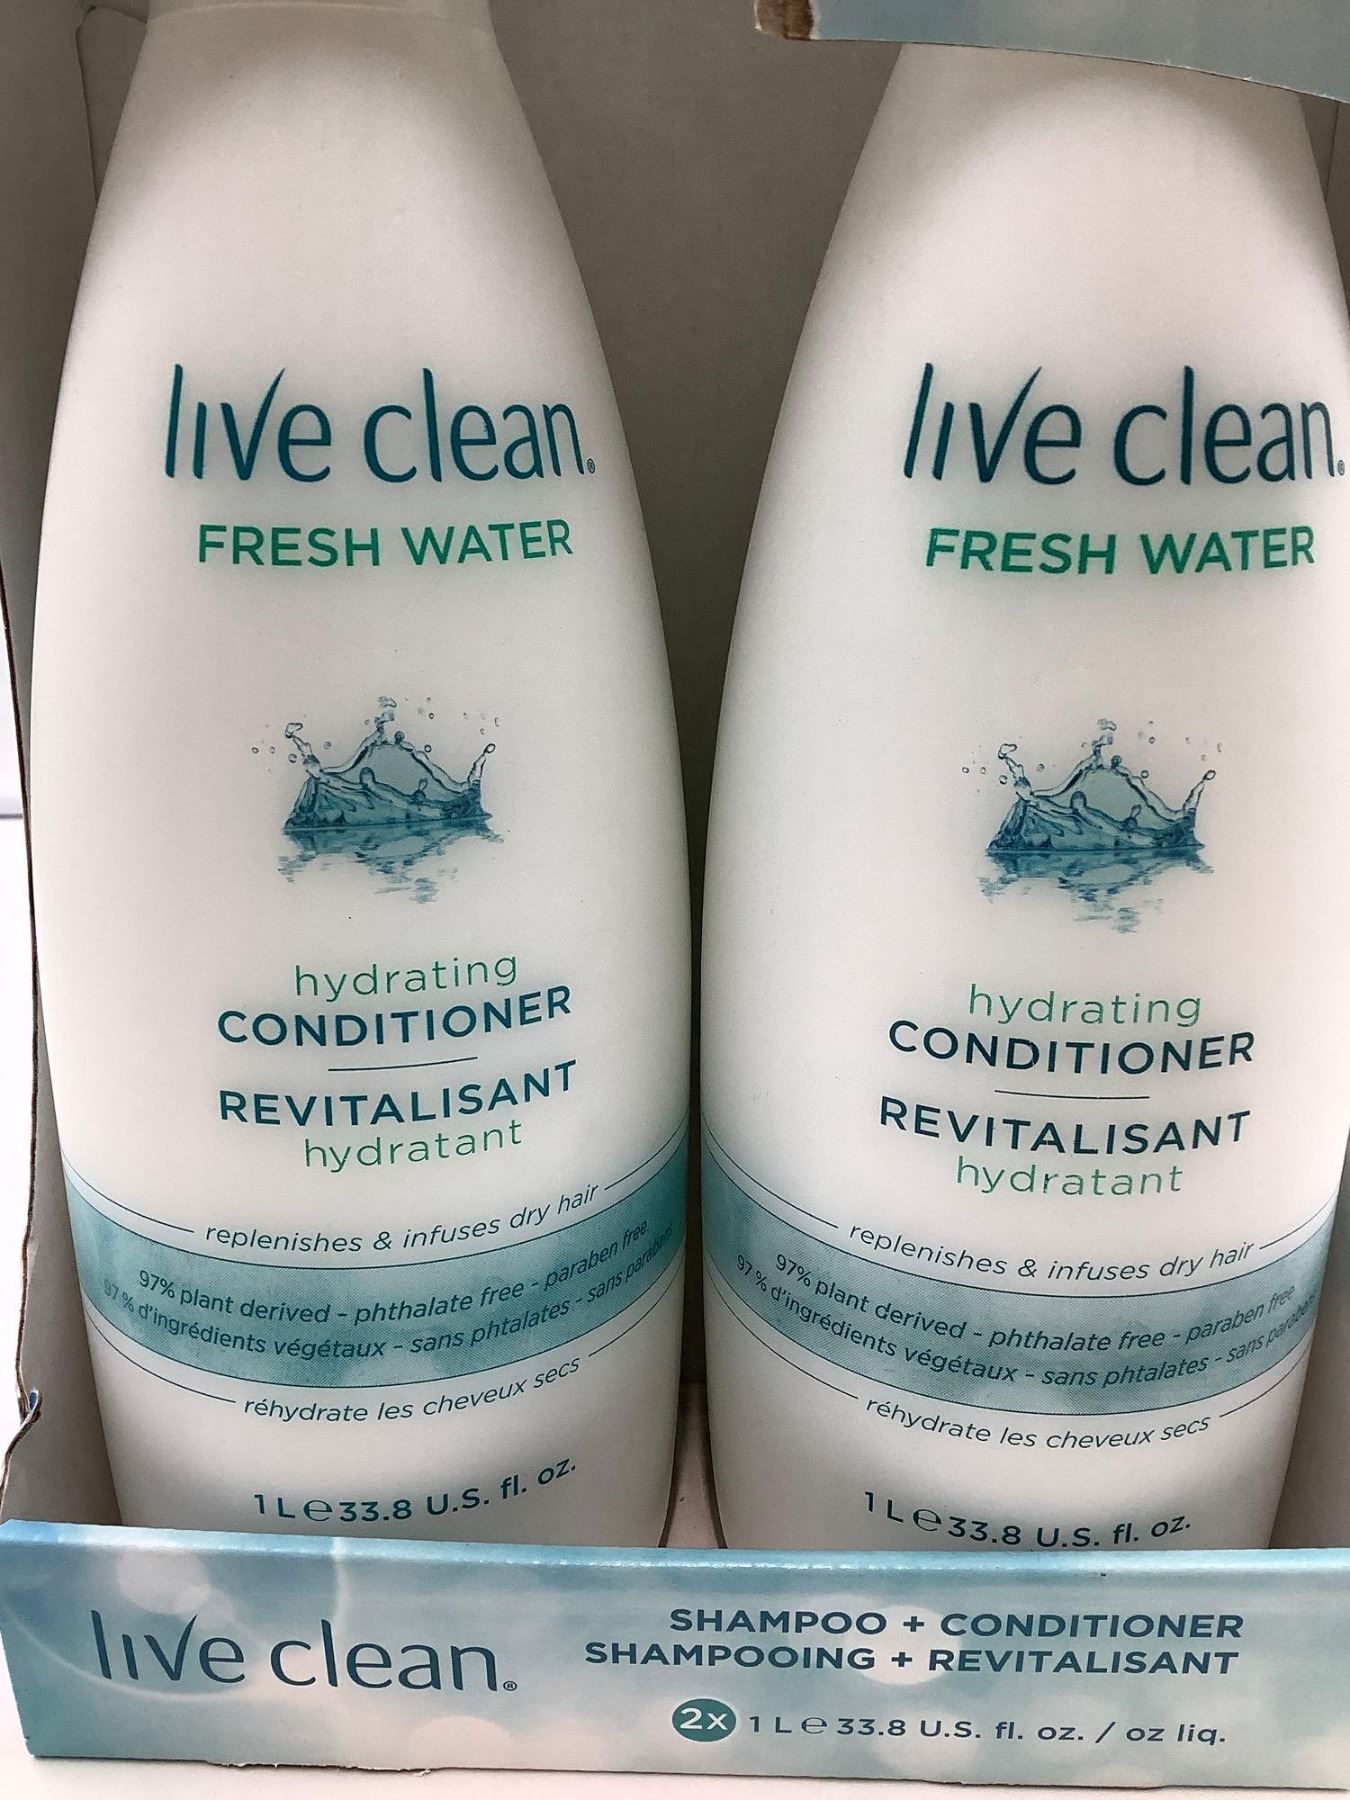 live clean®
FRESH WATER
hydrating
CONDITIONER
REVITALISANT
hydratant
replenishes & infuses dry hair
97% plant derived - phthalate free - paraben free
97 % d'ingrédients végétaux - sans phtalates - sans paraben
réhydrate les cheveux secs
1 L e 33.8 U.S. fl. oz.
live clean®
FRESH WATER
hydrating
CONDITIONER
REVITALISANT
hydratant
replenishes & infuses dry hair
97% plant derived - phthalate free - paraben free
97 % d'ingrédients végétaux - sans phtalates - sans paraben
réhydrate les cheveux secs
1 L e 33.8 U.S. fl. oz.
live clean®
SHAMPOO + CONDITIONER
SHAMPOOING + REVITALISANT
2x 1 L e 33.8 U.S. fl. oz. / oz liq.